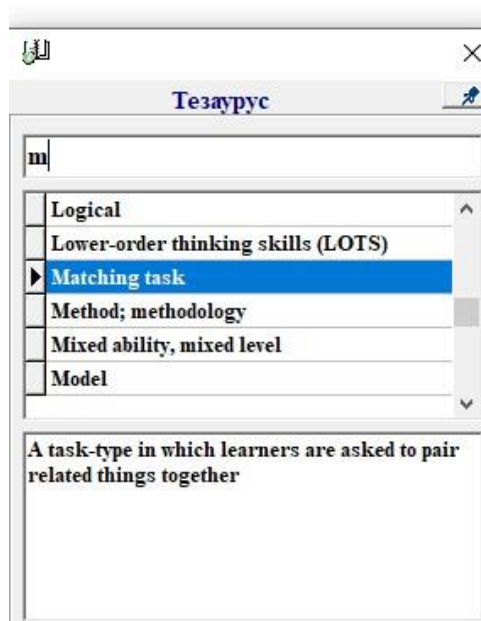 Тезаурус
m
Logical
Lower-order thinking skills (LOTS)
Matching task
Method; methodology
Mixed ability, mixed level
Model
A task-type in which learners are asked to pair
related things together